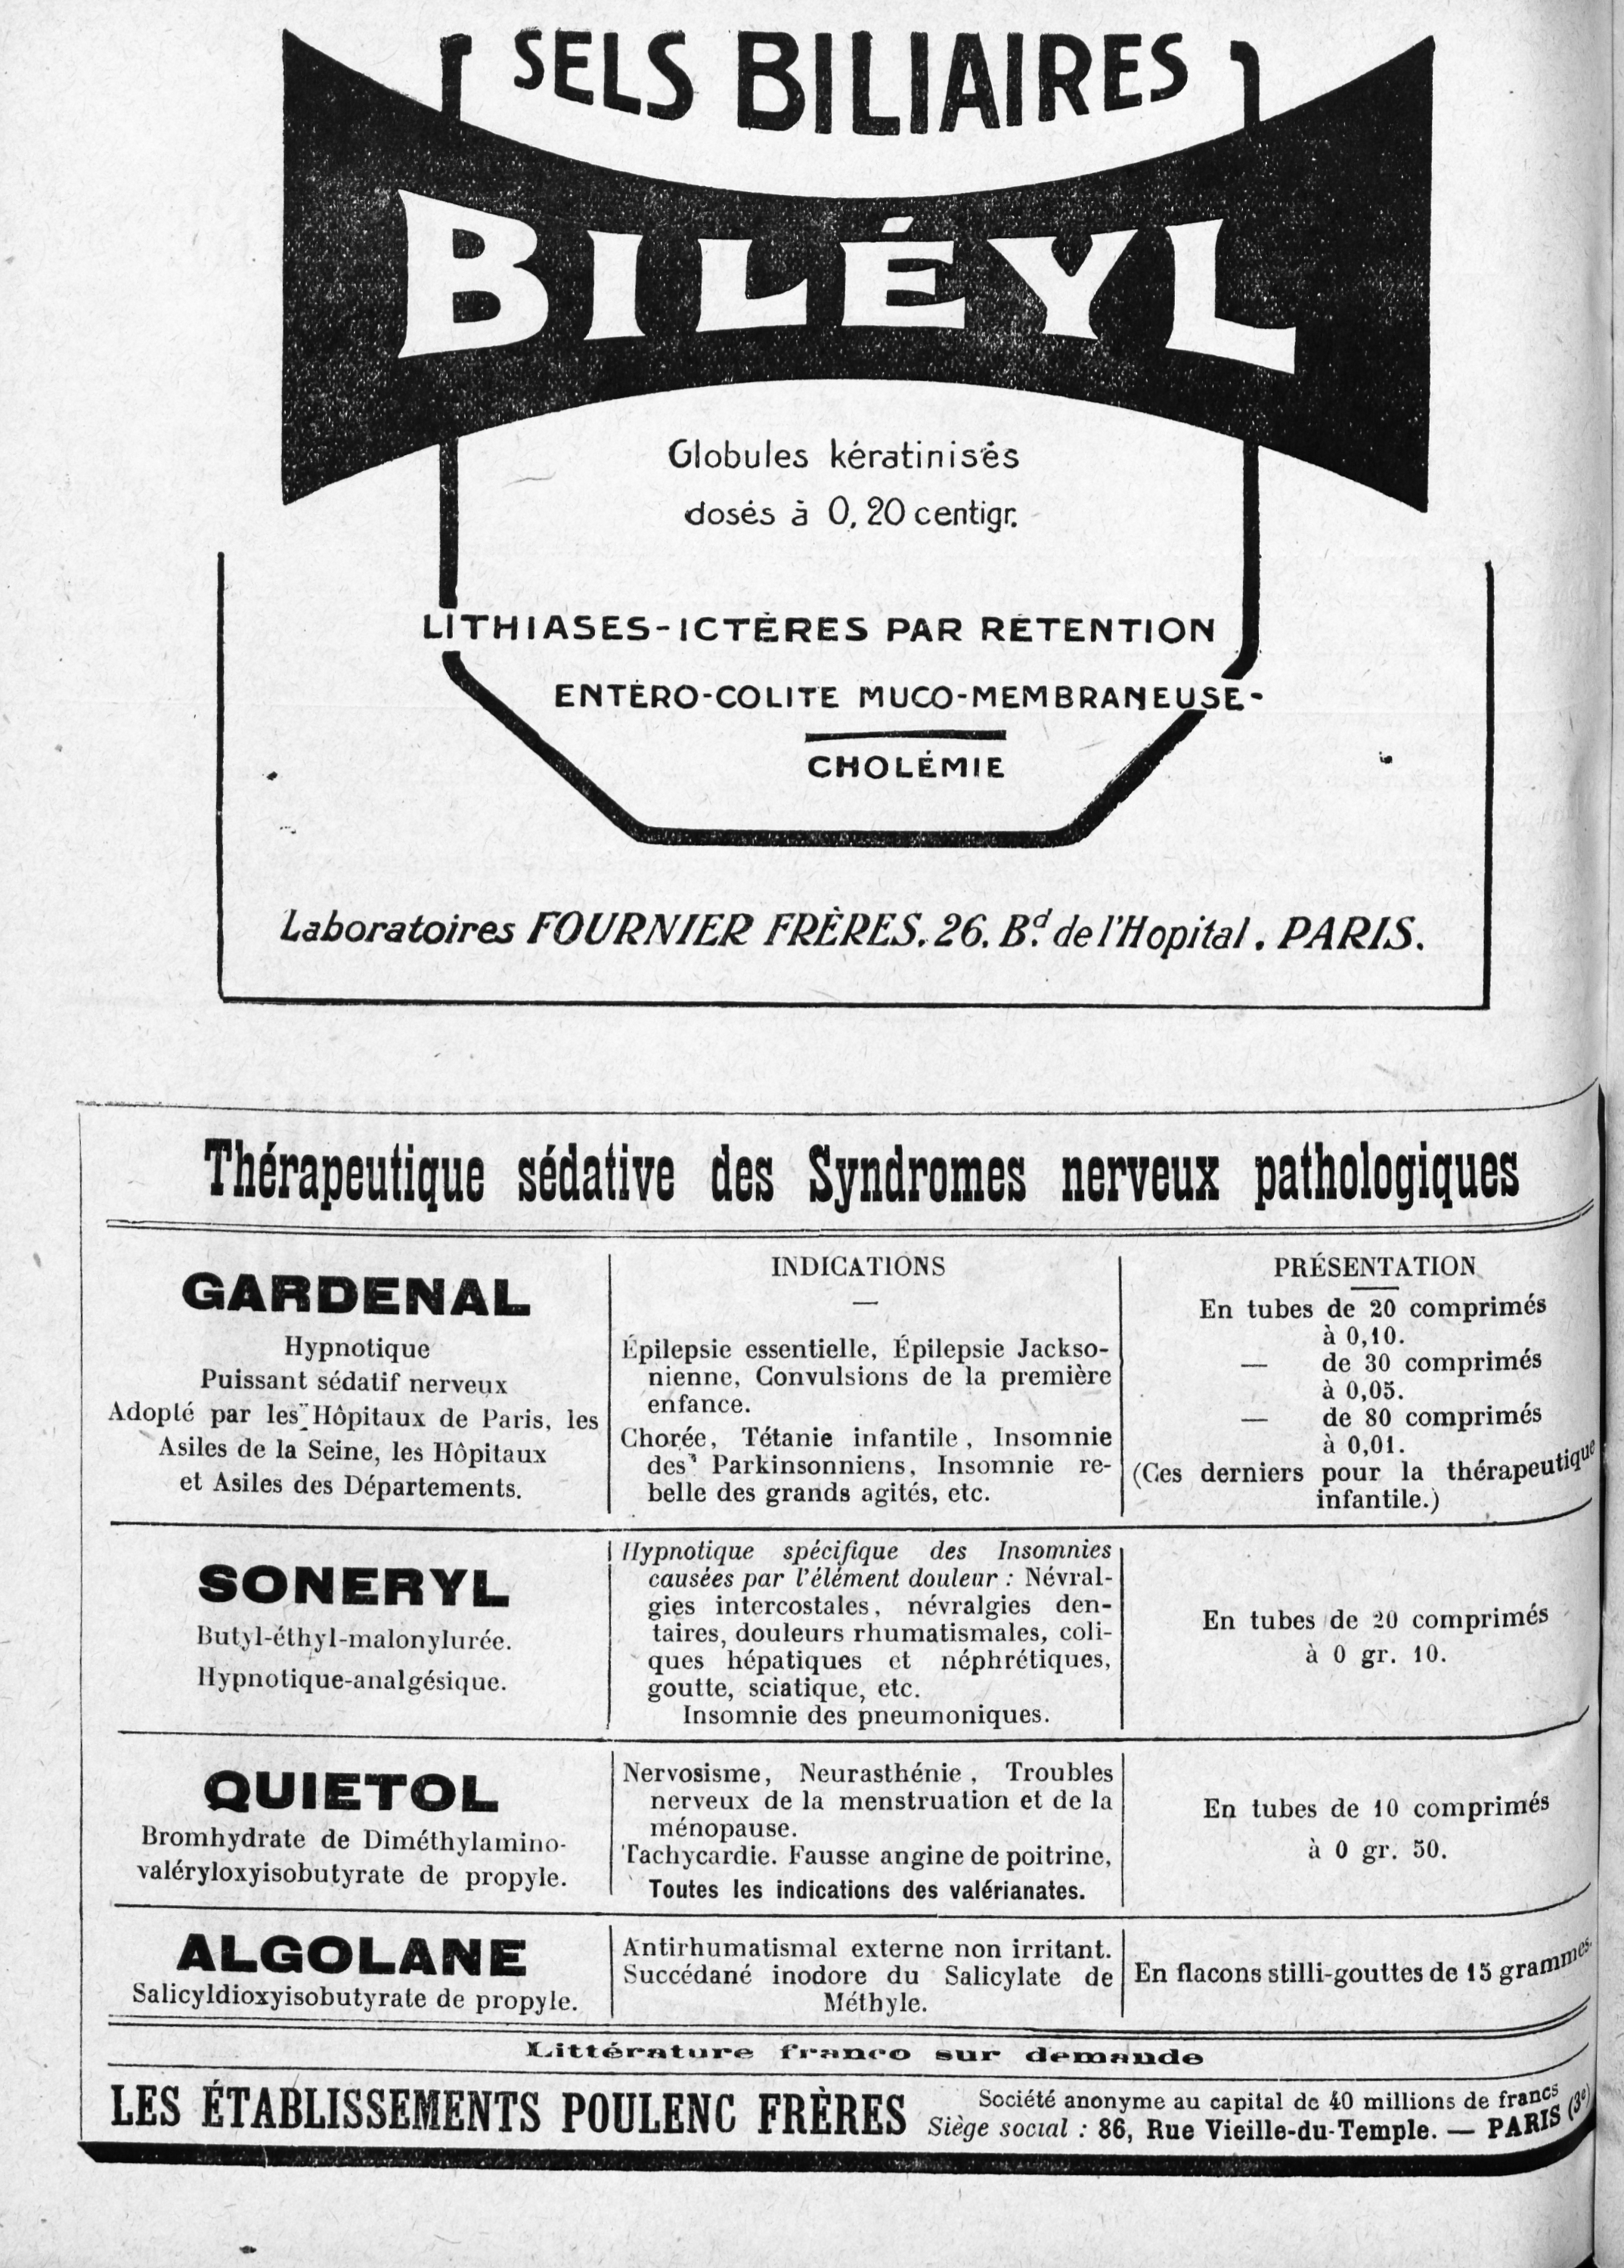 SELS BILIAIRES
BILÉYL
Globules kératinisés
dosés à 0,20 centigr.
LITHIASES-ICTÈRES PAR RÉTENTION
ENTÉRO-COLITE MUCO-MEMBRANEUSE-
CHOLÉMIE
Laboratoires FOURNIER FRÈRES. 26. Bd de l'Hopital. PARIS.
Thérapeutique sédative des Syndromes nerveux pathologiques
GARDENAL
Hypnotique
Puissant sédatif nerveux
Adopté par les Hôpitaux de Paris, les
Asiles de la Seine, les Hôpitaux
et Asiles des Départements.
INDICATIONS
—
Épilepsie essentielle, Épilepsie Jackso-
nienne, Convulsions de la première
enfance.
Chorée, Tétanie infantile, Insomnie
des Parkinsonniens, Insomnie re-
belle des grands agités, etc.
PRÉSENTATION
En tubes de 20 comprimés
à 0,10.
— de 30 comprimés
à 0,05.
— de 80 comprimés
à 0,01.
(Ces derniers pour la thérapeutique
infantile.)
SONERYL
Butyl-éthyl-malonylurée.
Hypnotique-analgésique.
Hypnotique spécifique des Insomnies
causées par l'élément douleur : Névral-
gies intercostales, névralgies den-
taires, douleurs rhumatismales, coli-
ques hépatiques et néphrétiques,
goutte, sciatique, etc.
Insomnie des pneumoniques.
En tubes de 20 comprimés
à 0 gr. 10.
QUIETOL
Bromhydrate de Diméthylamino-
valéryloxyisobutyrate de propyle.
Nervosisme, Neurasthénie, Troubles
nerveux de la menstruation et de la
ménopause.
Tachycardie. Fausse angine de poitrine,
Toutes les indications des valérianates.
En tubes de 10 comprimés
à 0 gr. 50.
ALGOLANE
Salicyldioxyisobutyrate de propyle.
Antirhumatismal externe non irritant.
Succédané inodore du Salicylate de
Méthyle.
En flacons stilli-gouttes de 15 grammes.
Littérature franco sur demande
LES ÉTABLISSEMENTS POULENC FRÈRES
Société anonyme au capital de 40 millions de francs
Siège social : 86, Rue Vieille-du-Temple. — PARIS (3e)